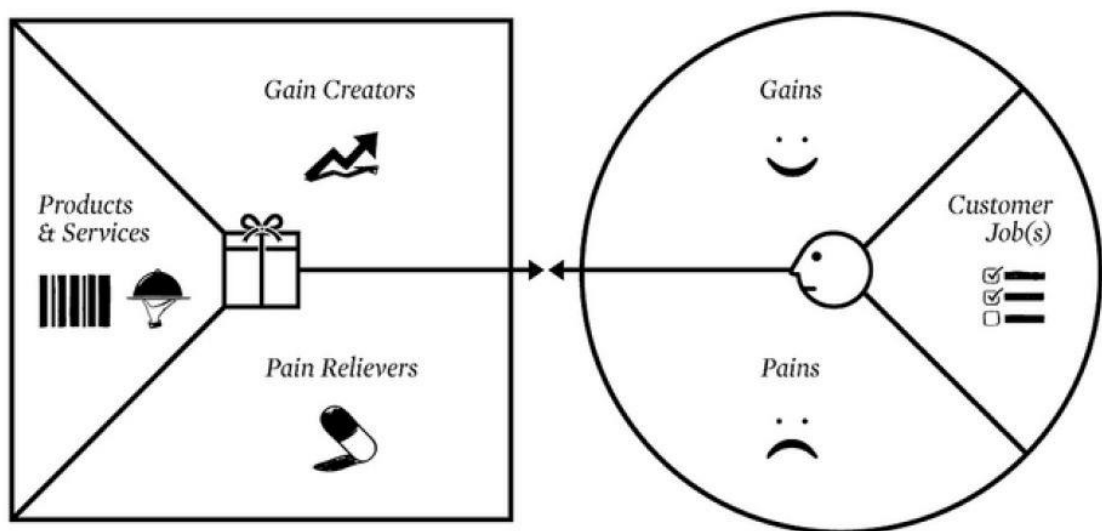 Gain Creators
Products
& Services
Pain Relievers
Gains
Customer
Job(s)
Pains